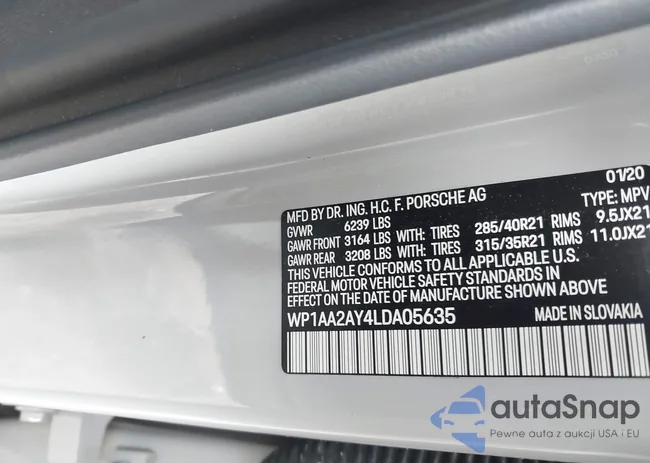 01/20
MFD BY DR. ING. H.C. F. PORSCHE AG TYPE: MPV
GVWR 6239 LBS
GAWR FRONT 3164 LBS WITH: TIRES 285/40R21 RIMS 9.5JX21
GAWR REAR 3208 LBS WITH: TIRES 315/35R21 RIMS 11.0JX21
THIS VEHICLE CONFORMS TO ALL APPLICABLE U.S.
FEDERAL MOTOR VEHICLE SAFETY STANDARDS IN
EFFECT ON THE DATE OF MANUFACTURE SHOWN ABOVE
WP1AA2AY4LDA05635 MADE IN SLOVAKIA
autaSnap
Pewne auta z aukcji USA i EU